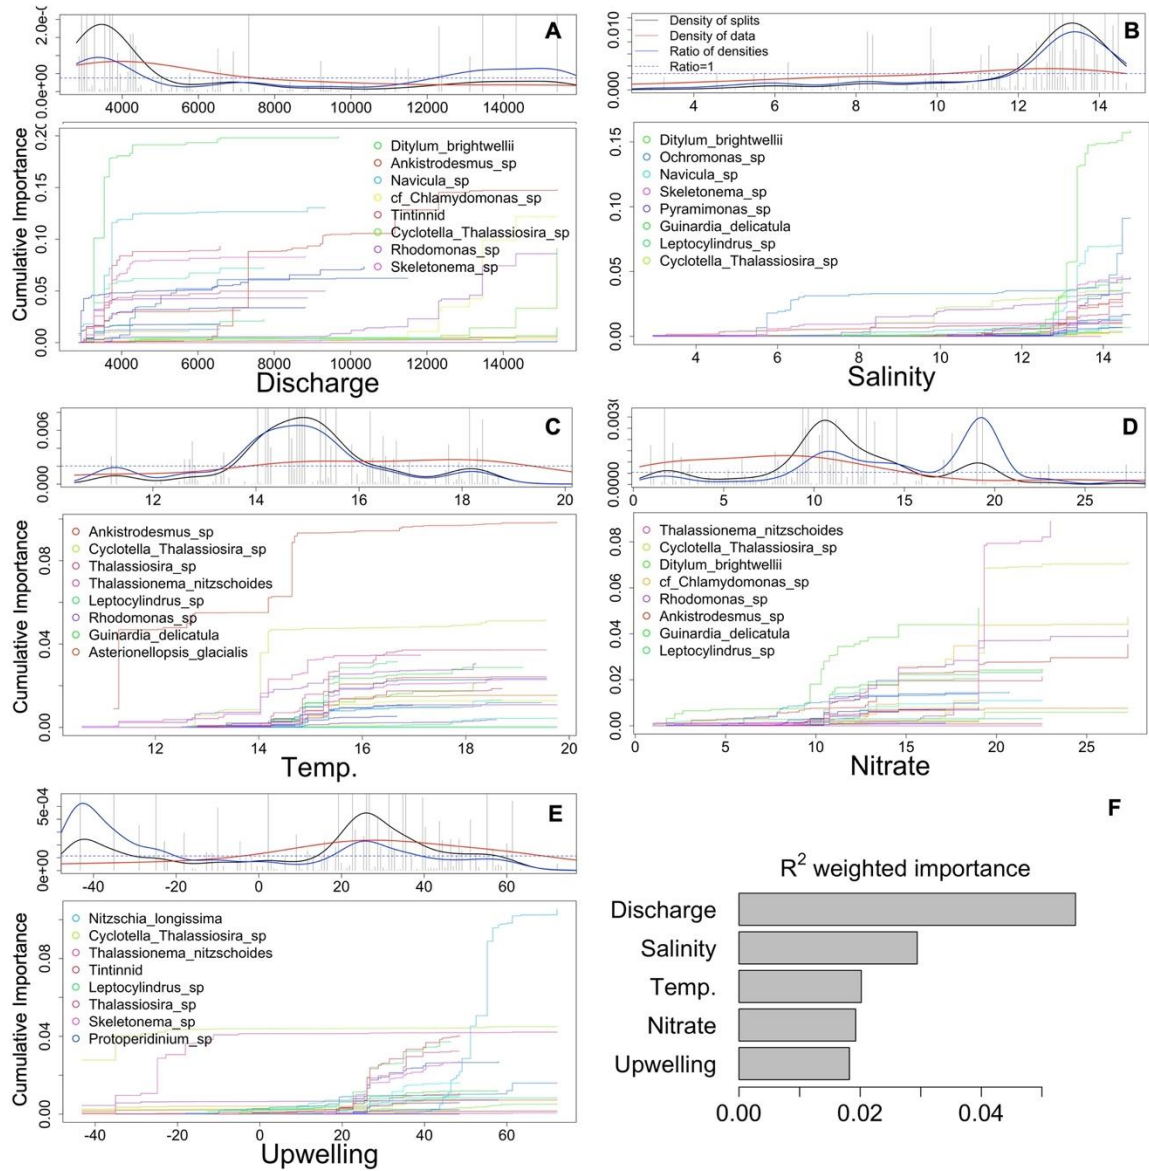 A
2.0e-0
0.0e+00
4000 6000 8000 10000 12000 14000
Cumulative Importance
0.20
0.15
0.10
0.05
0.00
Ditylum_brightwellii
Ankistrodesmus_sp
Navicula_sp
cf_Chlamydomonas_sp
Tintinnid
Cyclotella_Thalassiosira_sp
Rhodomonas_sp
Skeletonema_sp
4000 6000 8000 10000 12000 14000
Discharge
B
0.010
0.005
0.000
Density of splits
Density of data
Ratio of densities
Ratio=1
4 6 8 10 12 14
0.15
0.10
0.05
0.00
Ditylum_brightwellii
Ochromonas_sp
Navicula_sp
Skeletonema_sp
Pyramimonas_sp
Guinardia_delicatula
Leptocylindrus_sp
Cyclotella_Thalassiosira_sp
4 6 8 10 12 14
Salinity
C
0.006
0.000
12 14 16 18 20
Cumulative Importance
0.08
0.04
0.00
Ankistrodesmus_sp
Cyclotella_Thalassiosira_sp
Thalassiosira_sp
Thalassionema_nitzschoides
Leptocylindrus_sp
Rhodomonas_sp
Guinardia_delicatula
Asterionellopsis_glacialis
12 14 16 18 20
Temp.
D
0.0030
0.0000
0 5 10 15 20 25
0.08
0.06
0.04
0.02
0.00
Thalassionema_nitzschoides
Cyclotella_Thalassiosira_sp
Ditylum_brightwellii
cf_Chlamydomonas_sp
Rhodomonas_sp
Ankistrodesmus_sp
Guinardia_delicatula
Leptocylindrus_sp
0 5 10 15 20 25
Nitrate
E
5e-04
0e+00
-40 -20 0 20 40 60
Cumulative Importance
0.08
0.04
0.00
Nitzschia_longissima
Cyclotella_Thalassiosira_sp
Thalassionema_nitzschoides
Tintinnid
Leptocylindrus_sp
Thalassiosira_sp
Skeletonema_sp
Protoperidinium_sp
-40 -20 0 20 40 60
Upwelling
F
R² weighted importance
Discharge
Salinity
Temp.
Nitrate
Upwelling
0.00 0.02 0.04